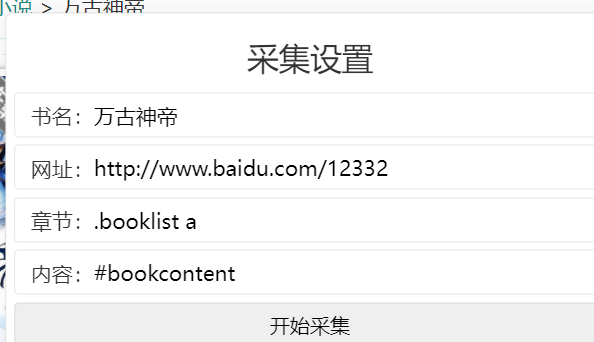 小说 > 万古神帝
采集设置
书名：万古神帝
网址：http://www.baidu.com/12332
章节：.booklist a
内容：#bookcontent
开始采集